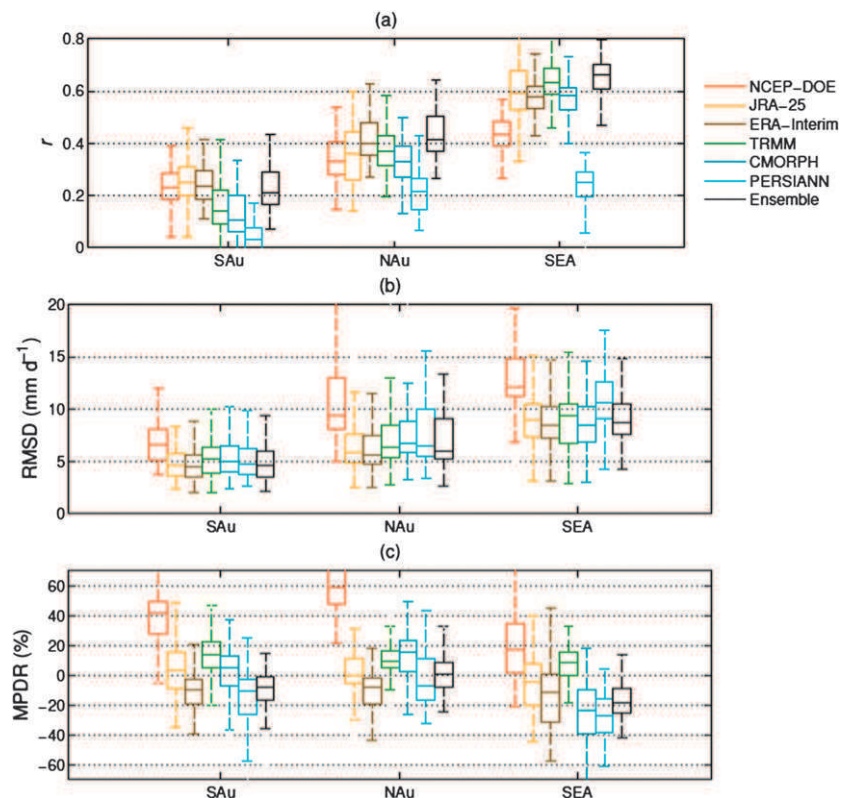 (a)
0.8
0.6
0.4
0.2
0
r
SAu
NAu
SEA
NCEP-DOE
JRA-25
ERA-Interim
TRMM
CMORPH
PERSIANN
Ensemble
(b)
20
15
10
5
0
RMSD (mm d⁻¹)
SAu
NAu
SEA
(c)
60
40
20
0
-20
-40
-60
MPDR (%)
SAu
NAu
SEA